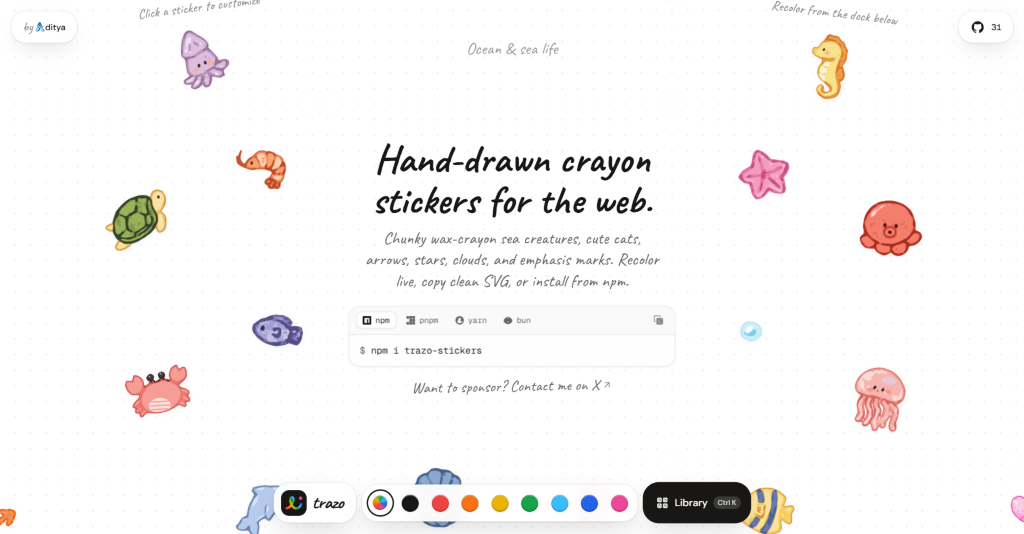 Click a sticker to customize
Recolor from the dock below
by Aditya
31
Ocean & sea life
Hand-drawn crayon
stickers for the web.
Chunky wax-crayon sea creatures, cute cats,
arrows, stars, clouds, and emphasis marks. Recolor
live, copy clean SVG, or install from npm.
npm pnpm yarn bun
$ npm i trazo-stickers
Want to sponsor? Contact me on X ↗
trazo
Library Ctrl K